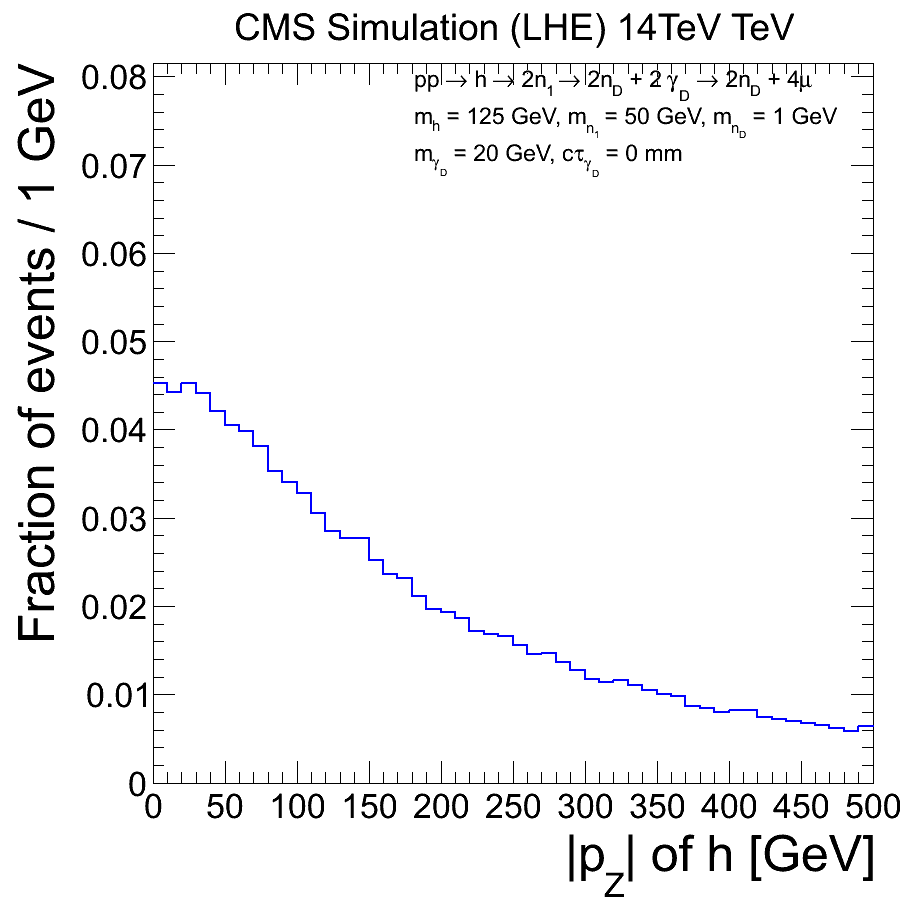 CMS Simulation (LHE) 14TeV TeV
pp → h → 2n₁ → 2n_D + 2 γ_D → 2n_D + 4μ
m_h = 125 GeV, m_n₁ = 50 GeV, m_n_D = 1 GeV
m_γ_D = 20 GeV, cτ_γ_D = 0 mm
Fraction of events / 1 GeV
0.08
0.07
0.06
0.05
0.04
0.03
0.02
0.01
0
0 50 100 150 200 250 300 350 400 450 500
|p_Z| of h [GeV]